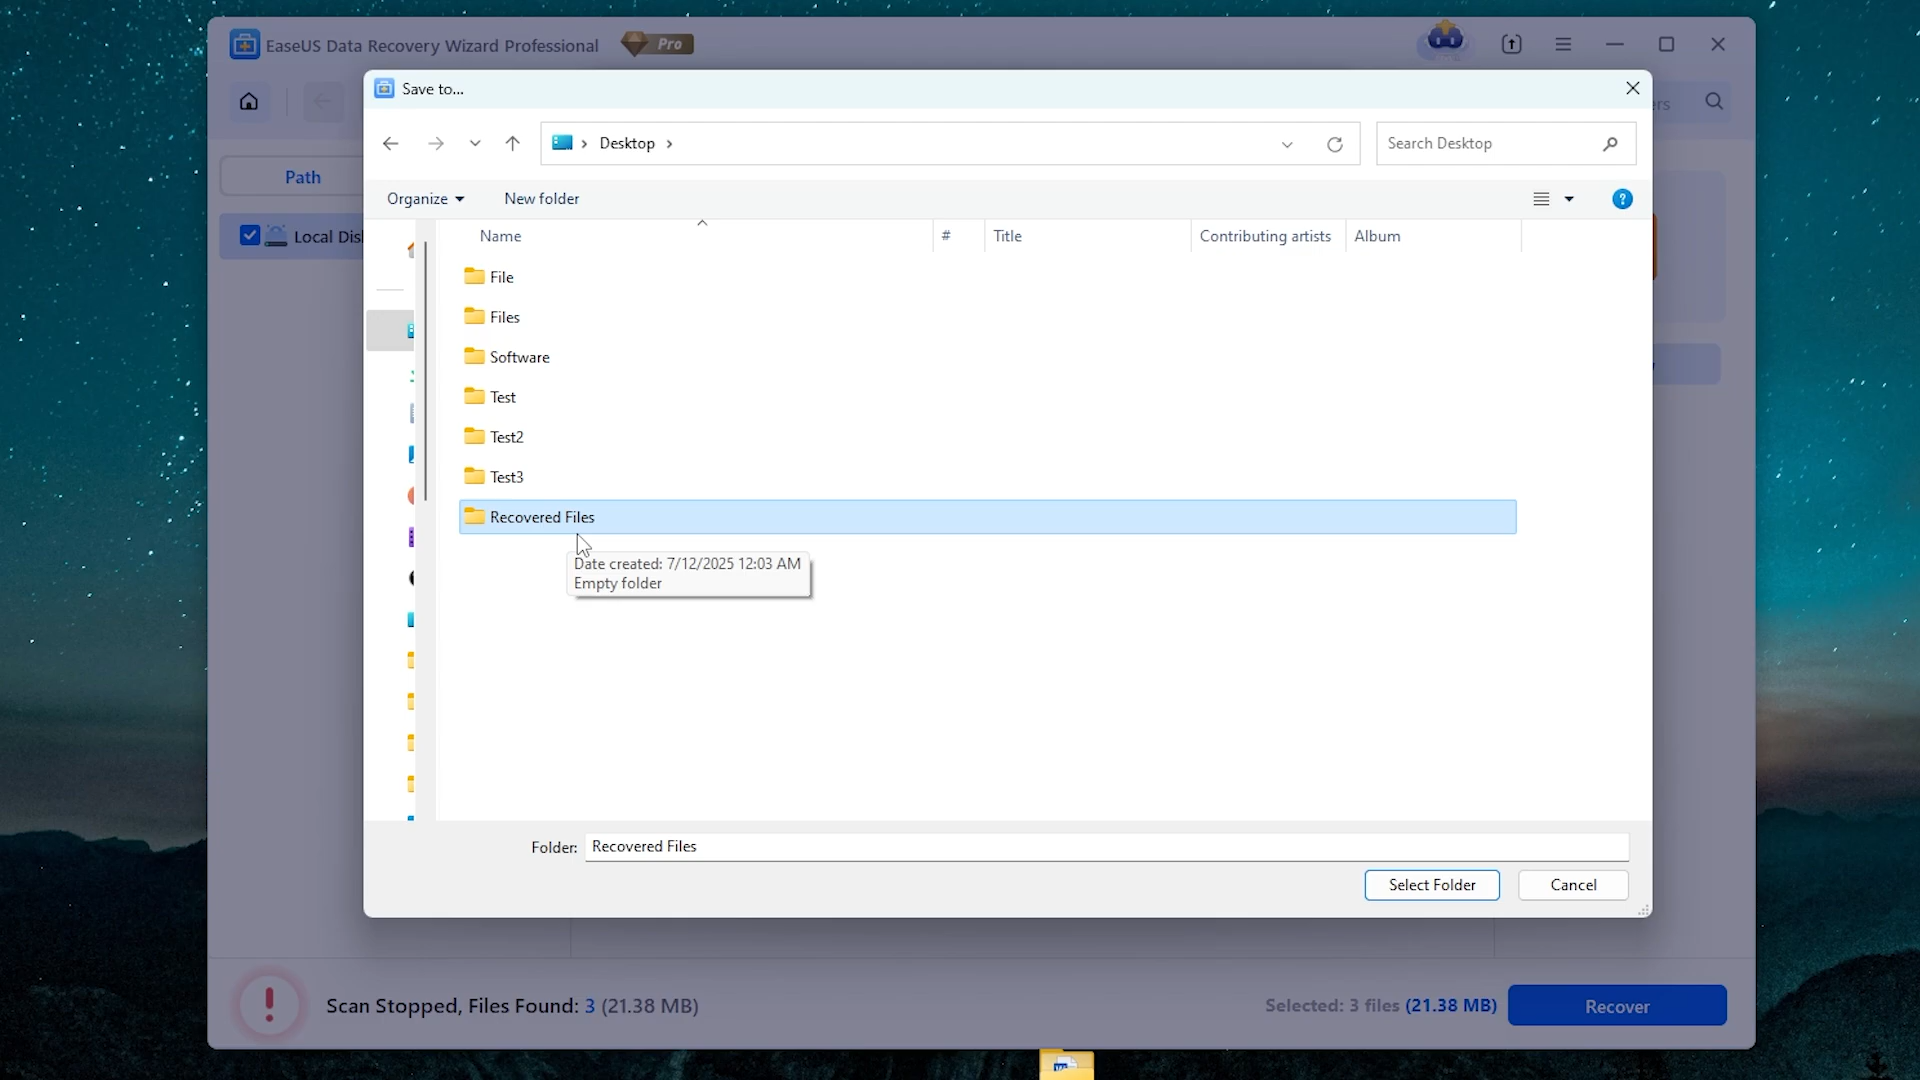 EaseUS Data Recovery Wizard Professional Pro
Save to...
Desktop
Search Desktop
Path
Organize New folder
Local Dis
Name # Title Contributing artists Album
File
Files
Software
Test
Test2
Test3
Recovered Files
Date created: 7/12/2025 12:03 AM
Empty folder
Folder: Recovered Files
Select Folder Cancel
Scan Stopped, Files Found: 3 (21.38 MB)
Selected: 3 files (21.38 MB) Recover